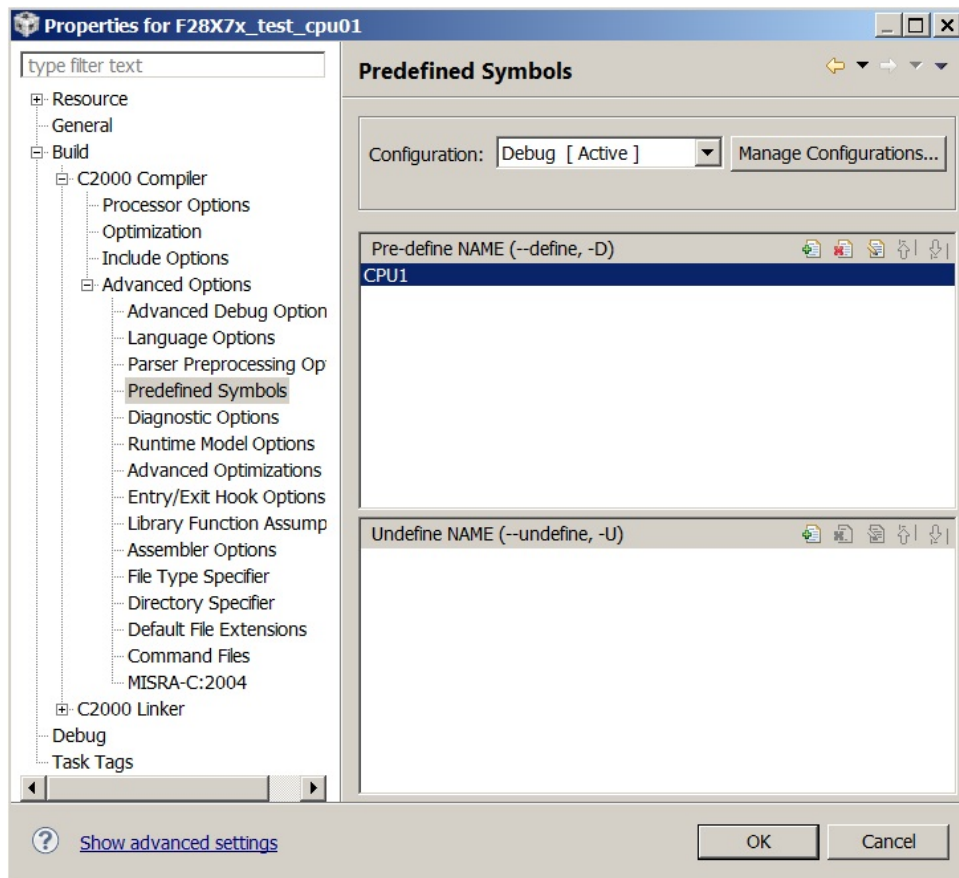 Properties for F28X7x_test_cpu01
type filter text
Resource
General
Build
C2000 Compiler
Processor Options
Optimization
Include Options
Advanced Options
Advanced Debug Option
Language Options
Parser Preprocessing Op
Predefined Symbols
Diagnostic Options
Runtime Model Options
Advanced Optimizations
Entry/Exit Hook Options
Library Function Assump
Assembler Options
File Type Specifier
Directory Specifier
Default File Extensions
Command Files
MISRA-C:2004
C2000 Linker
Debug
Task Tags
Predefined Symbols
Configuration: Debug [ Active ] Manage Configurations...
Pre-define NAME (--define, -D)
CPU1
Undefine NAME (--undefine, -U)
? Show advanced settings
OK Cancel